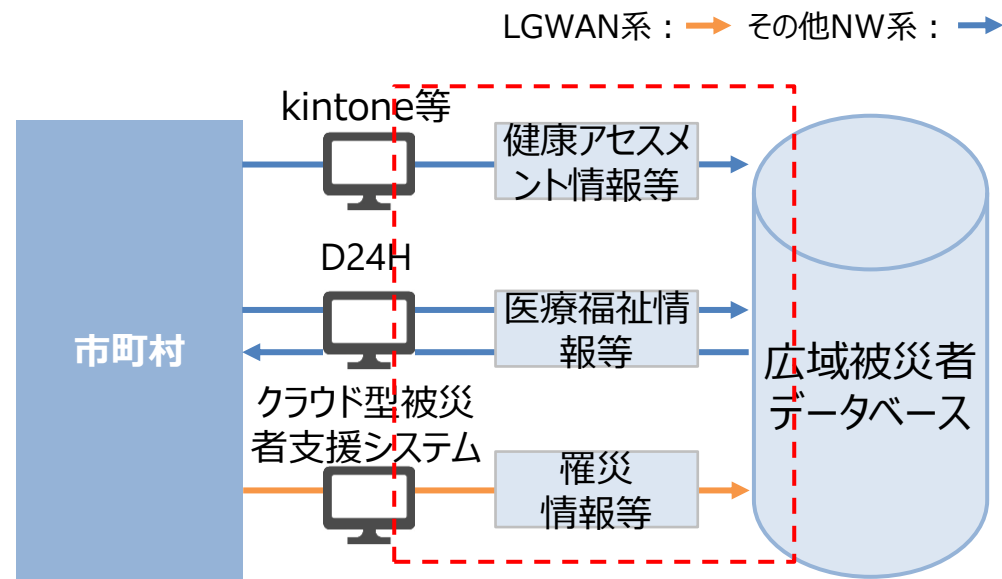 LGWAN系： その他NW系：
kintone等
健康アセスメ
ント情報等
D24H
医療福祉情
報等
市町村
広域被災者
データベース
クラウド型被災
者支援システム
罹災
情報等